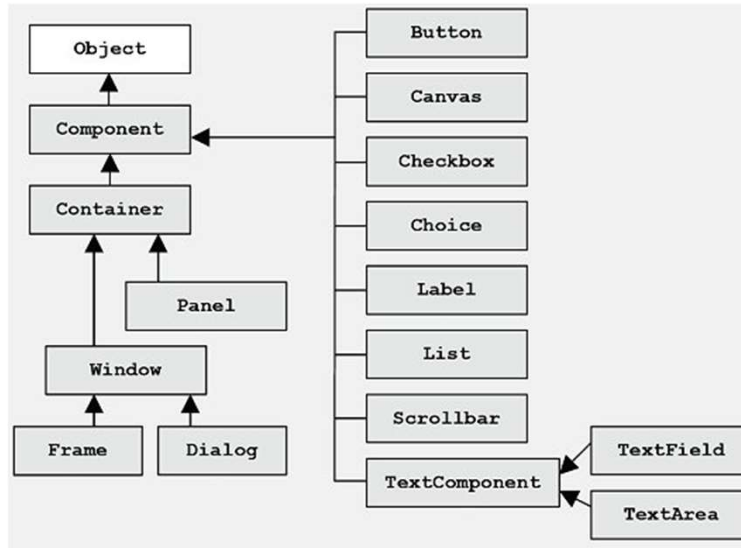 Object
Component
Container
Panel
Window
Frame
Dialog
Button
Canvas
Checkbox
Choice
Label
List
Scrollbar
TextComponent
TextField
TextArea